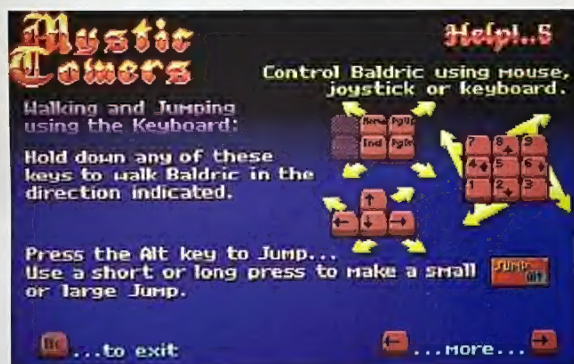 Mystic
Towers
Help!..5
Control Baldric using mouse,
joystick or keyboard.
Walking and Jumping
using the Keyboard:
Hold down any of these
keys to walk Baldric in the
direction indicated.
Home PgUp
End PgDn
7 8 9
4 5 6
1 2 3
Press the Alt key to Jump...
Use a short or long press to make a small
or large Jump.
JUMP
Alt
...to exit
...more...